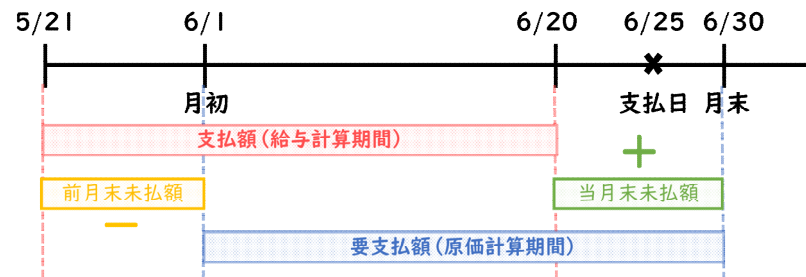 5/21 6/1 6/20 6/25 6/30
月初 支払日 月末
支払額(給与計算期間)
+
前月末未払額 当月末未払額
−
要支払額(原価計算期間)